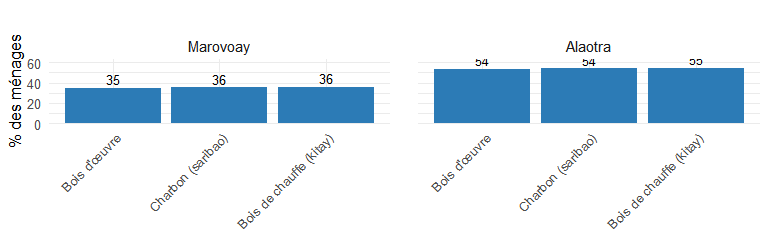 Marovoay Alaotra
% des ménages
60
40
20
0
35 36 36
54 54 55
Bois d'œuvre
Charbon (saribao)
Bois de chauffe (kitay)
Bois d'œuvre
Charbon (saribao)
Bois de chauffe (kitay)